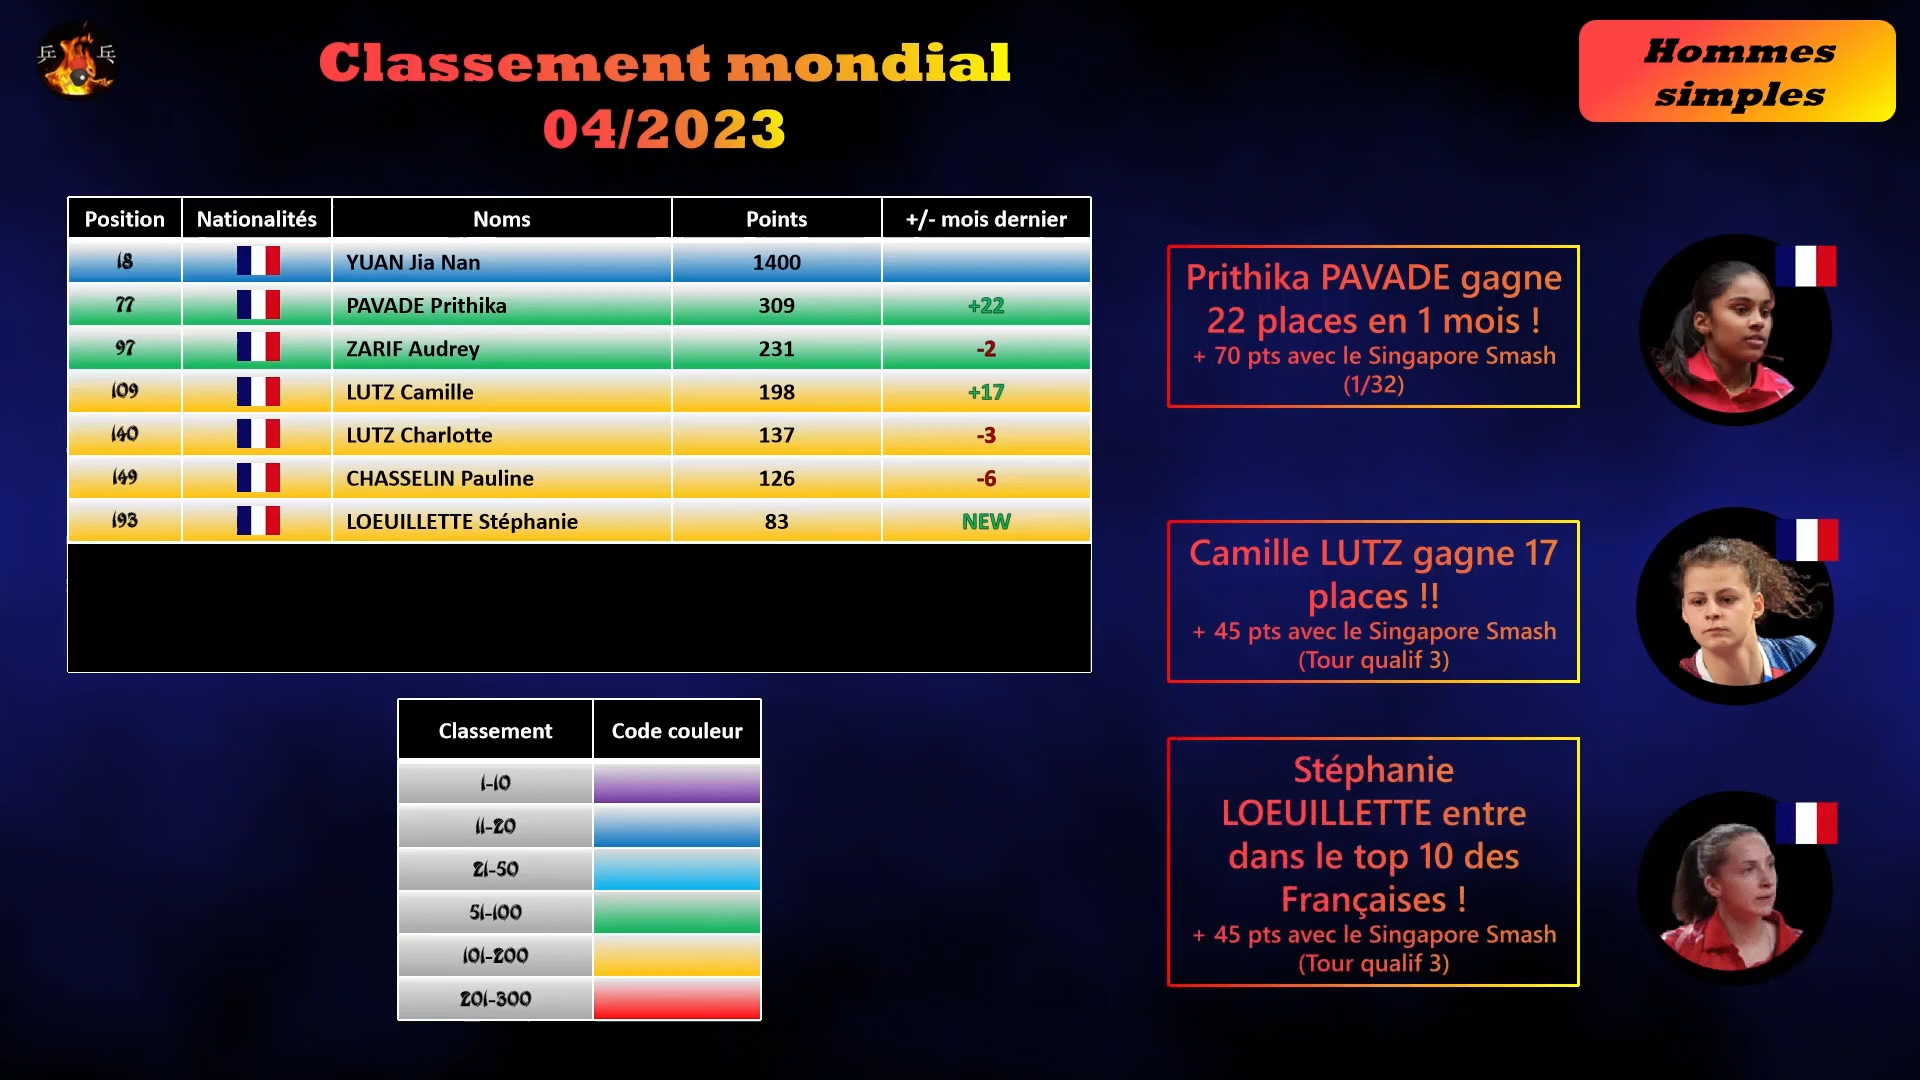 乒 乓
Classement mondial
04/2023
Hommes
simples
Position Nationalités Noms Points +/- mois dernier
18 YUAN Jia Nan 1400
77 PAVADE Prithika 309 +22
97 ZARIF Audrey 231 -2
109 LUTZ Camille 198 +17
140 LUTZ Charlotte 137 -3
149 CHASSELIN Pauline 126 -6
193 LOEUILLETTE Stéphanie 83 NEW
Classement Code couleur
1-10
11-20
21-50
51-100
101-200
201-300
Prithika PAVADE gagne
22 places en 1 mois !
+ 70 pts avec le Singapore Smash
(1/32)
Camille LUTZ gagne 17
places !!
+ 45 pts avec le Singapore Smash
(Tour qualif 3)
Stéphanie
LOEUILLETTE entre
dans le top 10 des
Françaises !
+ 45 pts avec le Singapore Smash
(Tour qualif 3)